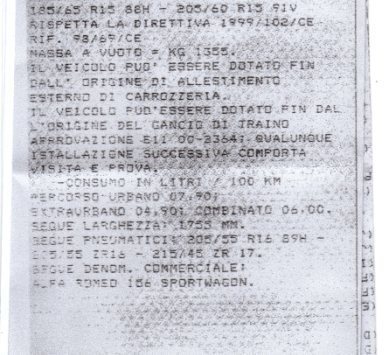 185/65 R15 88H - 205/60 R15 91V
RISPETTA LA DIRETTIVA 1999/102/CE
RIF. 98/69/CE
MASSA A VUOTO = KG 1355.
IL VEICOLO PUO' ESSERE DOTATO FIN
DALL' ORIGINE DI ALLESTIMENTO
ESTERNO DI CARROZZERIA.
IL VEICOLO PUO'ESSERE DOTATO FIN DAL
L'ORIGINE DEL GANCIO DI TRAINO
APPROVAZIONE E11 00-2364; QUALUNQUE
ISTALLAZIONE SUCCESSIVA COMPORTA
VISITA E PROVA.
-CONSUMO IN LITRI / 100 KM
PERCORSO URBANO 07.90;
EXTRAURBANO 04.90; COMBINATO 06.00.
SEGUE LARGHEZZA: 1755 MM.
SEGUE PNEUMATICI: 205/55 R16 89H -
205/55 ZR16 - 215/45 ZR 17.
SEGUE DENOM. COMMERCIALE:
ALFA ROMEO 156 SPORTWAGON.